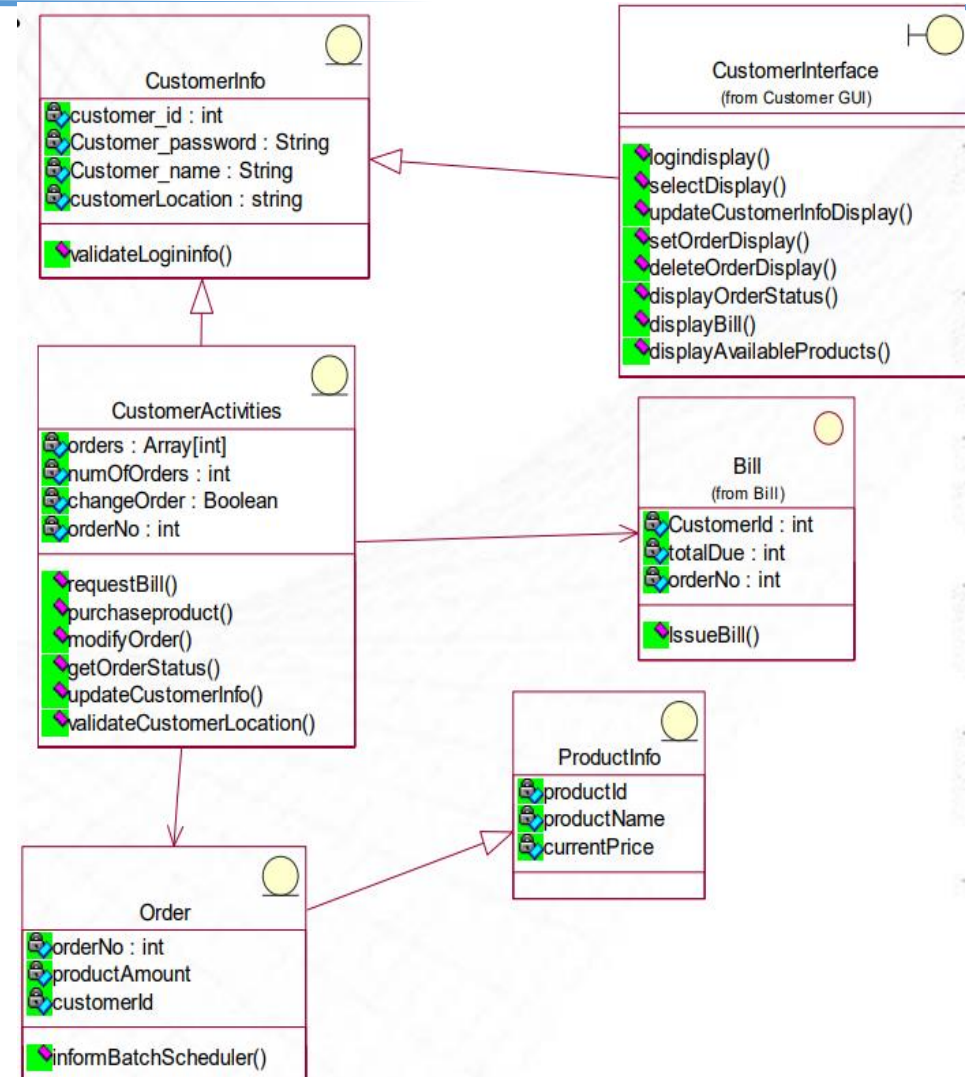 CustomerInfo
customer_id : int
Customer_password : String
Customer_name : String
customerLocation : string
validateLogininfo()
CustomerInterface
(from Customer GUI)
logindisplay()
selectDisplay()
updateCustomerInfoDisplay()
setOrderDisplay()
deleteOrderDisplay()
displayOrderStatus()
displayBill()
displayAvailableProducts()
CustomerActivities
orders : Array[int]
numOfOrders : int
changeOrder : Boolean
orderNo : int
requestBill()
purchaseproduct()
modifyOrder()
getOrderStatus()
updateCustomerInfo()
validateCustomerLocation()
Bill
(from Bill)
CustomerId : int
totalDue : int
orderNo : int
IssueBill()
ProductInfo
productId
productName
currentPrice
Order
orderNo : int
productAmount
customerId
informBatchScheduler()